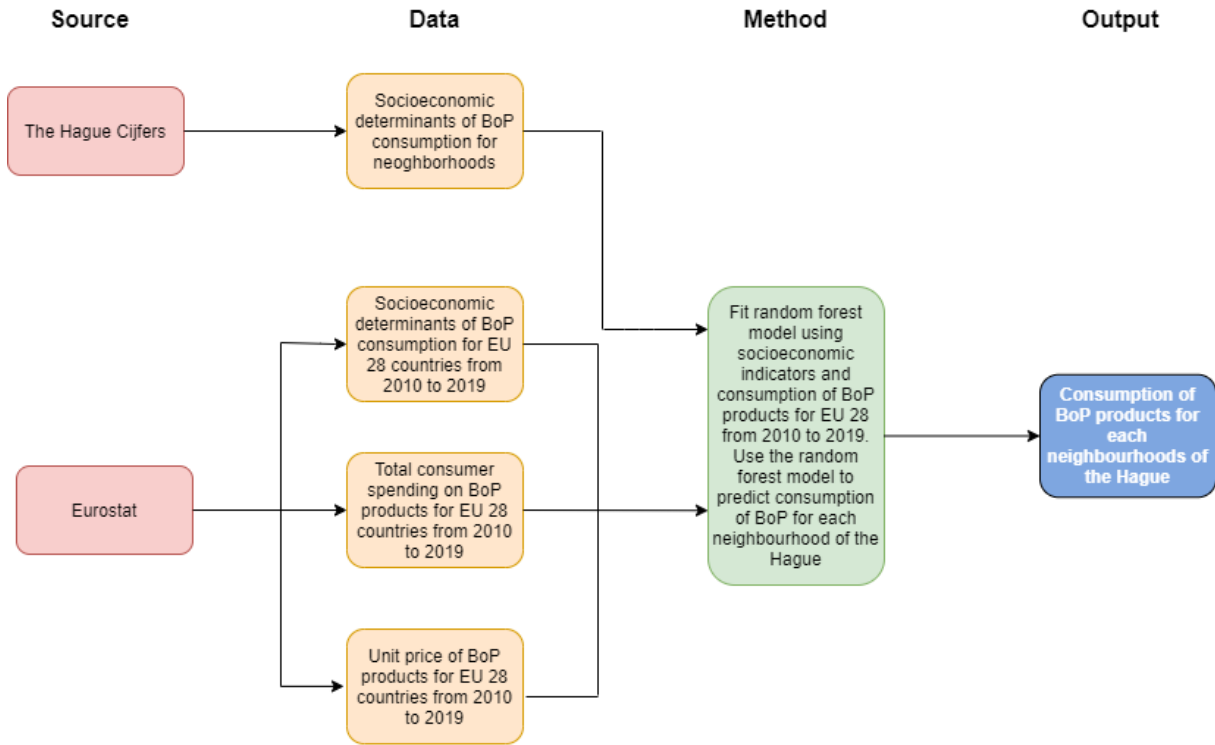 Source
Data
Method
Output
The Hague Cijfers
Socioeconomic
determinants of BoP
consumption for
neoghborhoods
Socioeconomic
determinants of BoP
consumption for EU
28 countries from
2010 to 2019
Eurostat
Total consumer
spending on BoP
products for EU 28
countries from 2010
to 2019
Unit price of BoP
products for EU 28
countries from 2010
to 2019
Fit random forest
model using
socioeconomic
indicators and
consumption of BoP
products for EU 28
from 2010 to 2019.
Use the random
forest model to
predict consumption
of BoP for each
neighbourhood of the
Hague
Consumption of
BoP products for
each
neighbourhoods of
the Hague